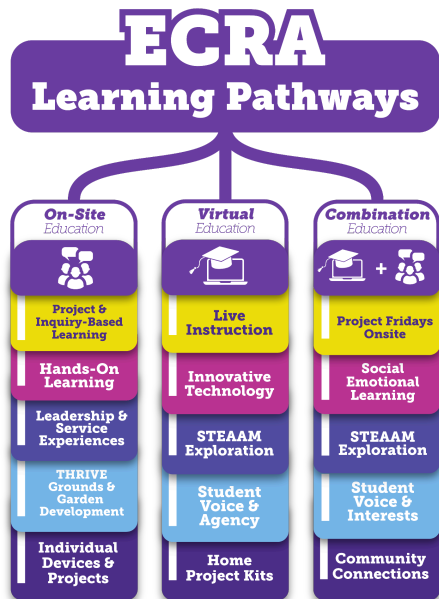 ECRA
Learning Pathways
On-Site
Education
Project &
Inquiry-Based
Learning
Hands-On
Learning
Leadership &
Service
Experiences
THRIVE
Grounds &
Garden
Development
Individual
Devices &
Projects
Virtual
Education
Live
Instruction
Innovative
Technology
STEAAM
Exploration
Student
Voice &
Agency
Home
Project Kits
Combination
Education
+
Project Fridays
Onsite
Social
Emotional
Learning
STEAAM
Exploration
Student
Voice &
Interests
Community
Connections